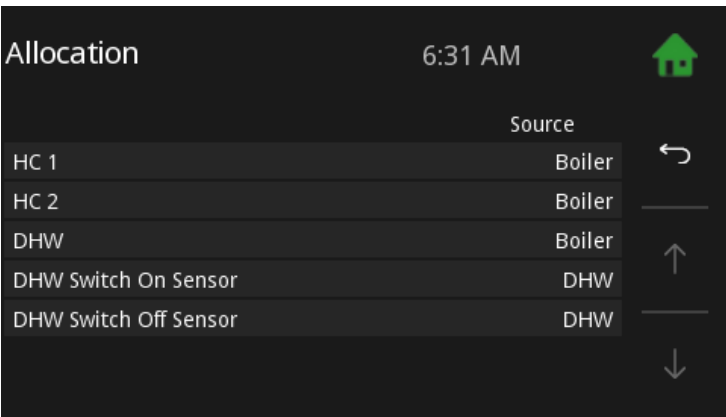 Allocation 6:31 AM
Source
HC 1 Boiler
HC 2 Boiler
DHW Boiler
DHW Switch On Sensor DHW
DHW Switch Off Sensor DHW